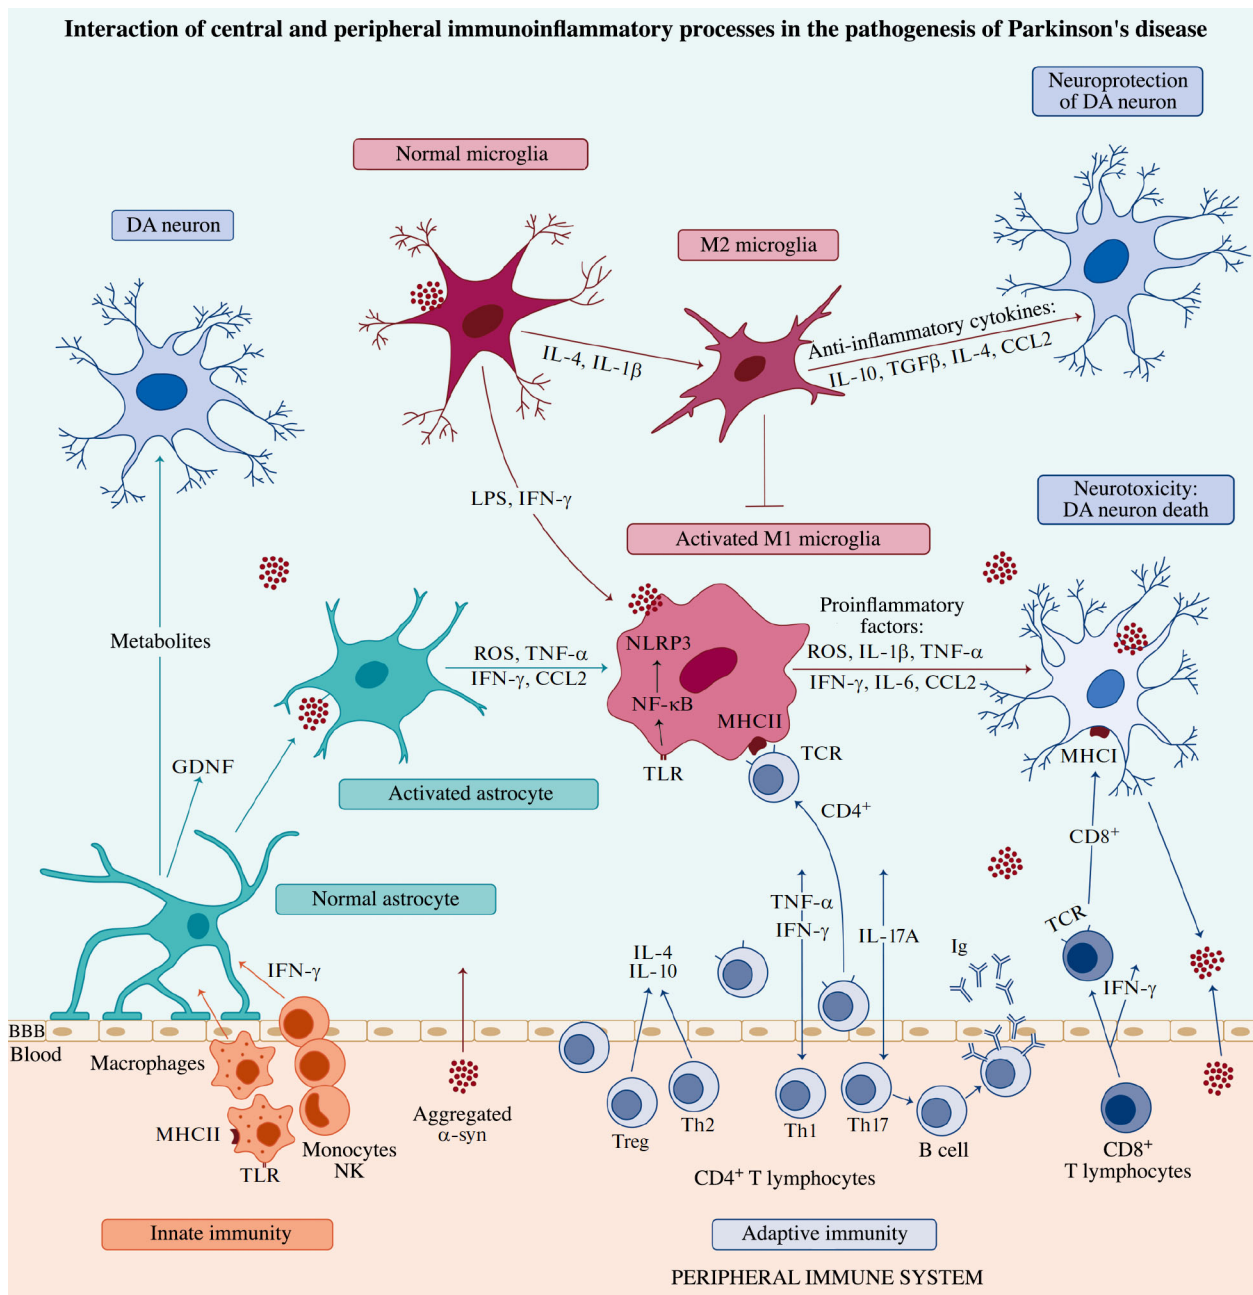 Interaction of central and peripheral immunoinflammatory processes in the pathogenesis of Parkinson's disease
Neuroprotection
of DA neuron
Normal microglia
DA neuron
M2 microglia
Anti-inflammatory cytokines:
IL-10, TGFβ, IL-4, CCL2
IL-4, IL-1β
LPS, IFN-γ
Neurotoxicity:
DA neuron death
Activated M1 microglia
Metabolites
Proinflammatory
factors:
ROS, IL-1β, TNF-α
IFN-γ, IL-6, CCL2
ROS, TNF-α
IFN-γ, CCL2
NLRP3
NF-κB
MHCII
TLR
TCR
MHCI
GDNF
Activated astrocyte
CD4⁺
CD8⁺
Normal astrocyte
TNF-α
IFN-γ
IL-17A
TCR
IL-4
IL-10
Ig
IFN-γ
IFN-γ
BBB
Blood
Macrophages
MHCII
TLR
Monocytes
NK
Aggregated
α-syn
Treg
Th2
Th1
Th17
B cell
CD4⁺ T lymphocytes
CD8⁺
T lymphocytes
Innate immunity
Adaptive immunity
PERIPHERAL IMMUNE SYSTEM